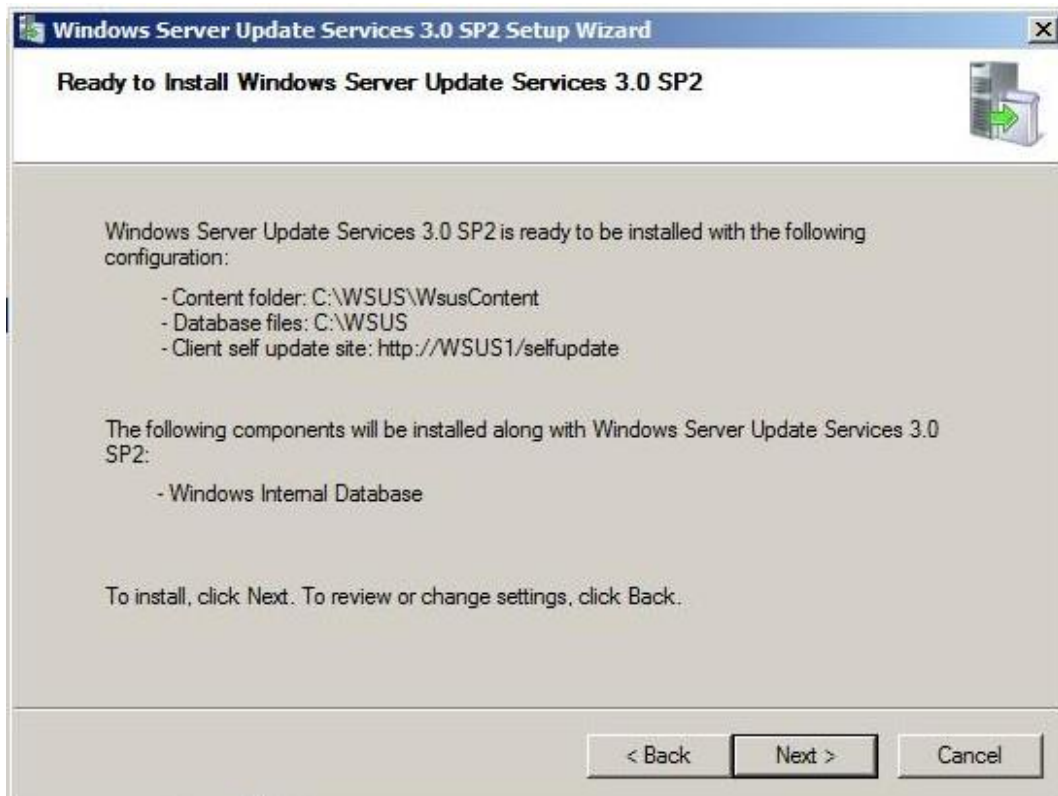 Windows Server Update Services 3.0 SP2 Setup Wizard
Ready to Install Windows Server Update Services 3.0 SP2
Windows Server Update Services 3.0 SP2 is ready to be installed with the following
configuration:
- Content folder: C:\WSUS\WsusContent
- Database files: C:\WSUS
- Client self update site: http://WSUS1/selfupdate
The following components will be installed along with Windows Server Update Services 3.0
SP2:
- Windows Internal Database
To install, click Next. To review or change settings, click Back.
< Back
Next >
Cancel